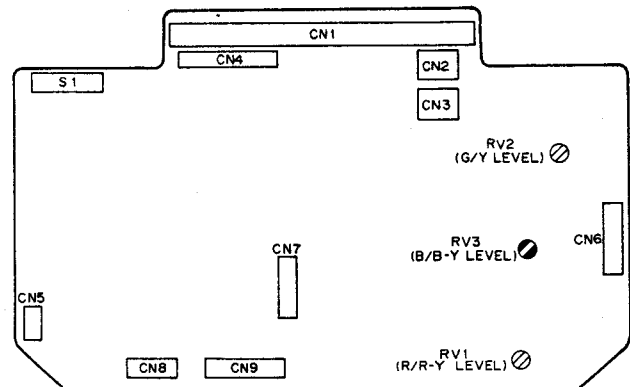 CN1
CN4
CN2
S1
CN3
RV2
(G/Y LEVEL)
RV3
(B/B-Y LEVEL)
CN6
CN7
CN5
RV1
(R/R-Y LEVEL)
CN8
CN9